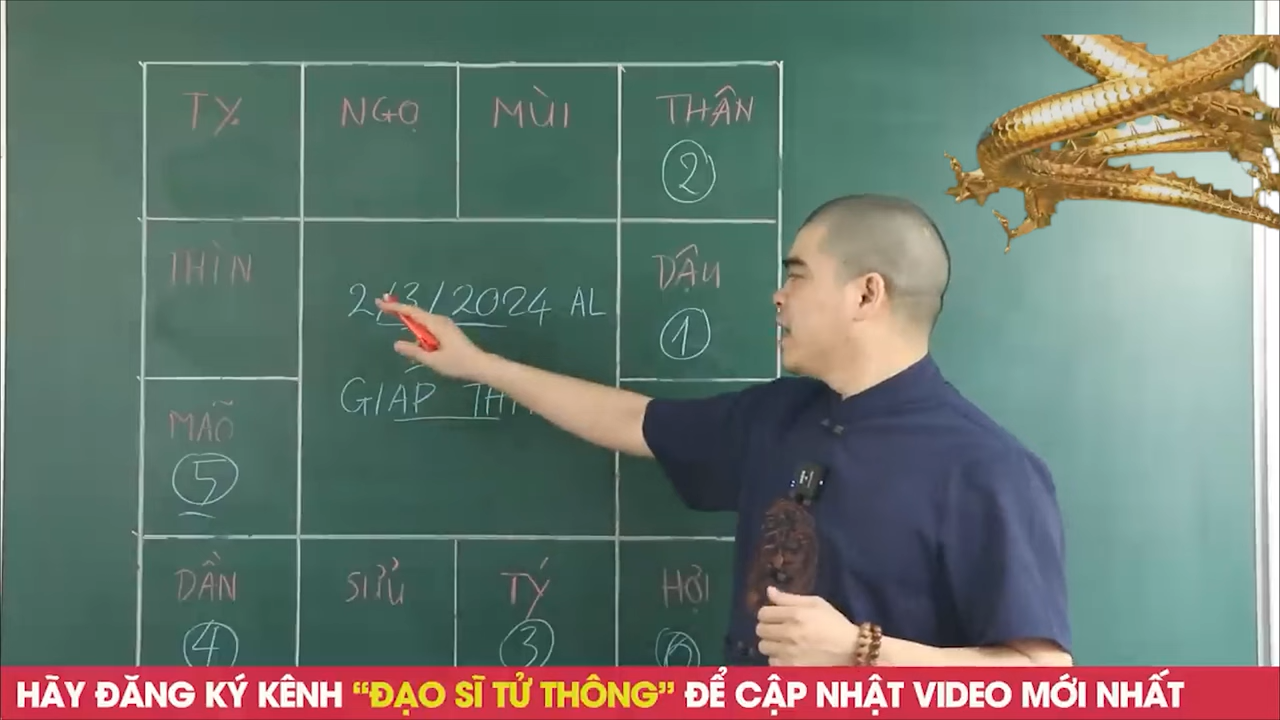 TỴ NGỌ MÙI THÂN
②
THÌN 2/3/2024 AL DẬU
①
GIÁP
MÃO
⑤
DẦN SỬU TÝ HỢI
④ ③
HÃY ĐĂNG KÝ KÊNH “ĐẠO SĨ TỬ THÔNG” ĐỂ CẬP NHẬT VIDEO MỚI NHẤT